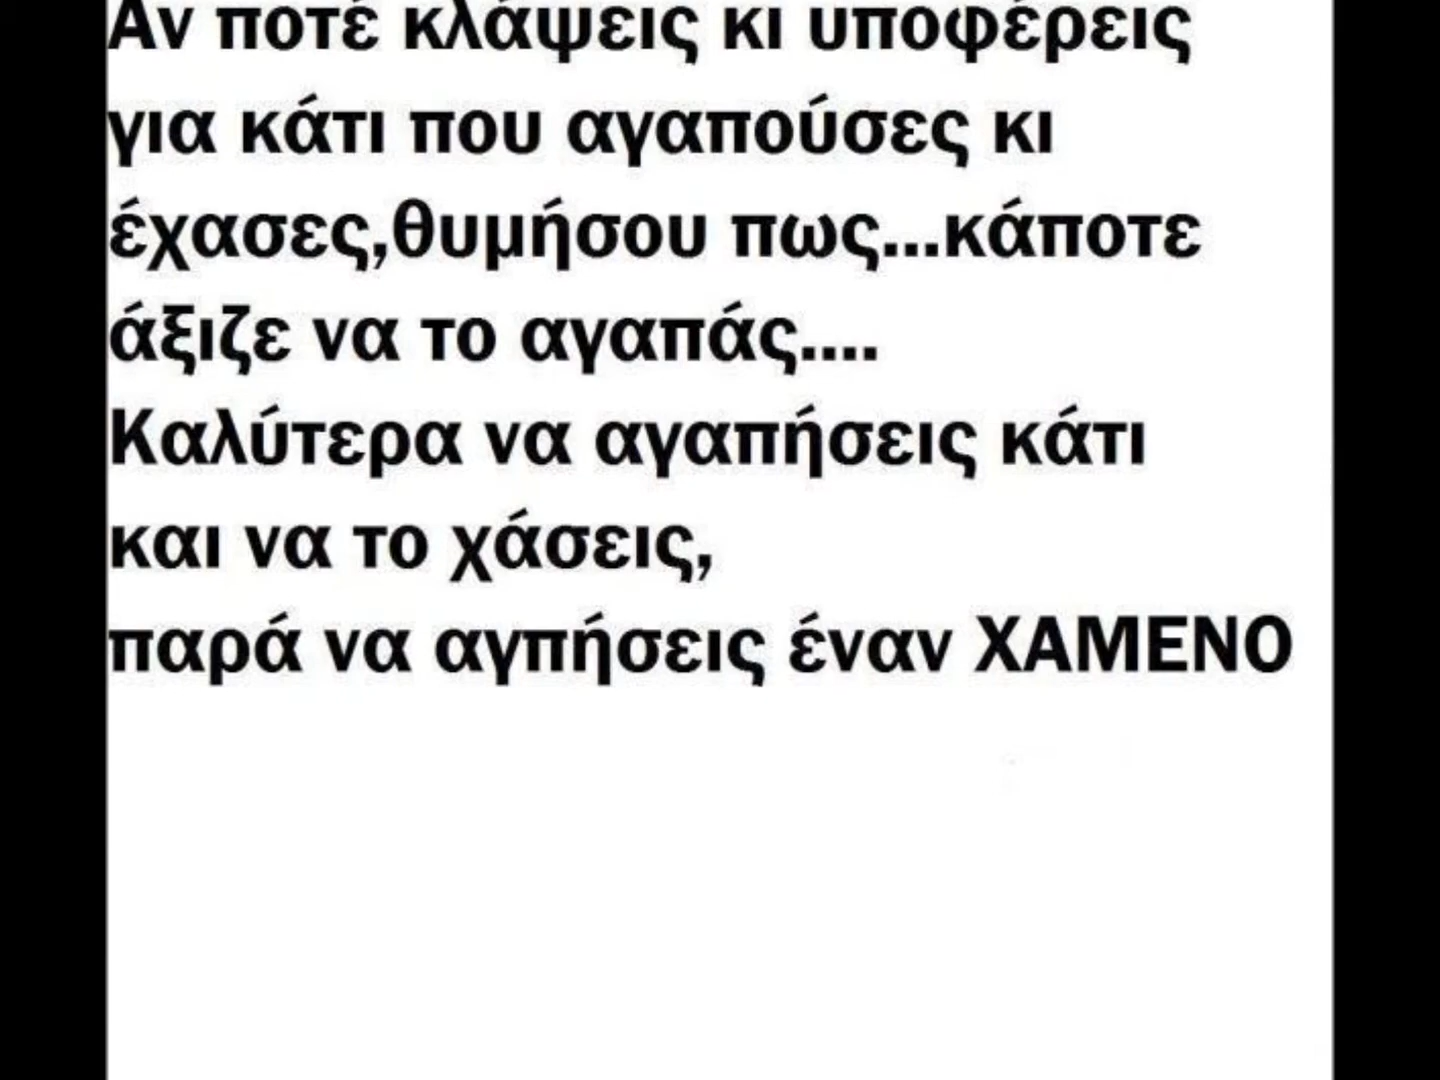 Αν ποτέ κλάψεις κι υποφέρεις
για κάτι που αγαπούσες κι
έχασες,θυμήσου πως...κάποτε
άξιζε να το αγαπάς....
Καλύτερα να αγαπήσεις κάτι
και να το χάσεις,
παρά να αγπήσεις έναν ΧΑΜΕΝΟ